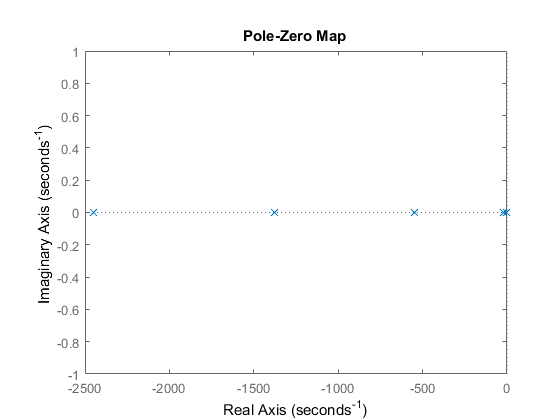 Pole-Zero Map
1
0.8
0.6
0.4
0.2
0
-0.2
-0.4
-0.6
-0.8
-1
Imaginary Axis (seconds⁻¹)
-2500 -2000 -1500 -1000 -500 0
Real Axis (seconds⁻¹)